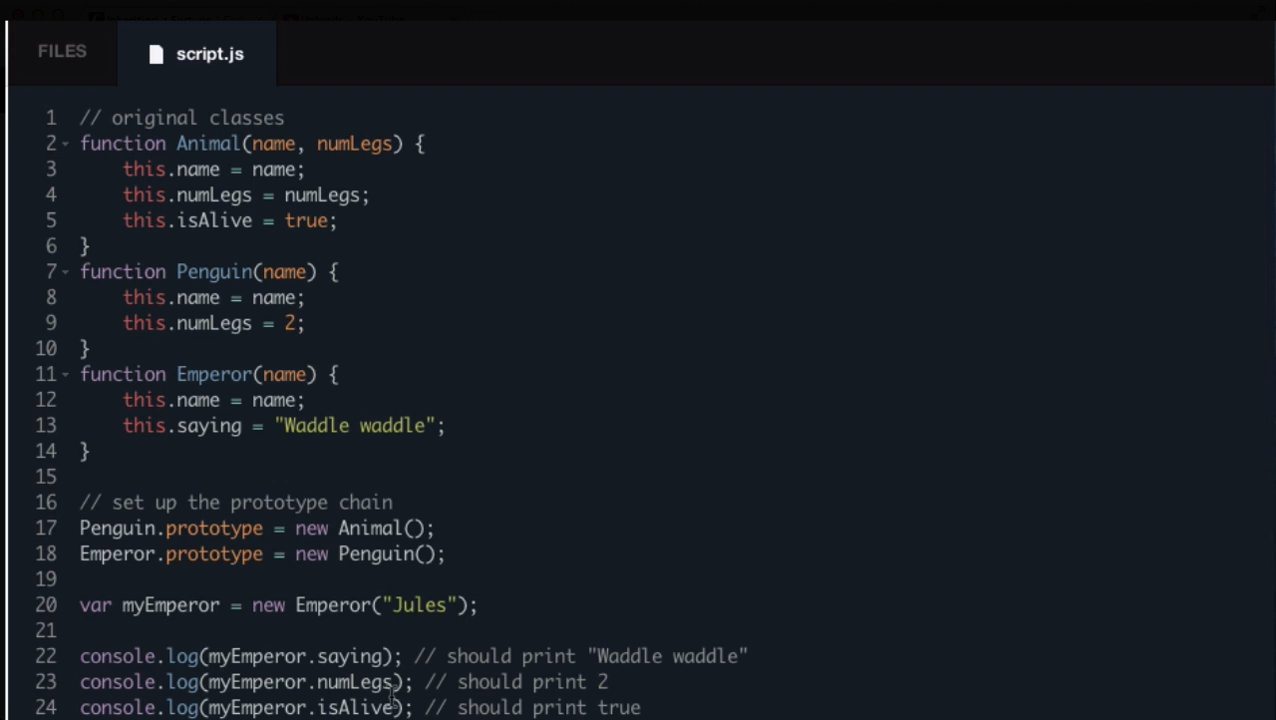 FILES
script.js
1 // original classes
2 function Animal(name, numLegs) {
3 this.name = name;
4 this.numLegs = numLegs;
5 this.isAlive = true;
6 }
7 function Penguin(name) {
8 this.name = name;
9 this.numLegs = 2;
10 }
11 function Emperor(name) {
12 this.name = name;
13 this.saying = "Waddle waddle";
14 }
15
16 // set up the prototype chain
17 Penguin.prototype = new Animal();
18 Emperor.prototype = new Penguin();
19
20 var myEmperor = new Emperor("Jules");
21
22 console.log(myEmperor.saying); // should print "Waddle waddle"
23 console.log(myEmperor.numLegs); // should print 2
24 console.log(myEmperor.isAlive); // should print true